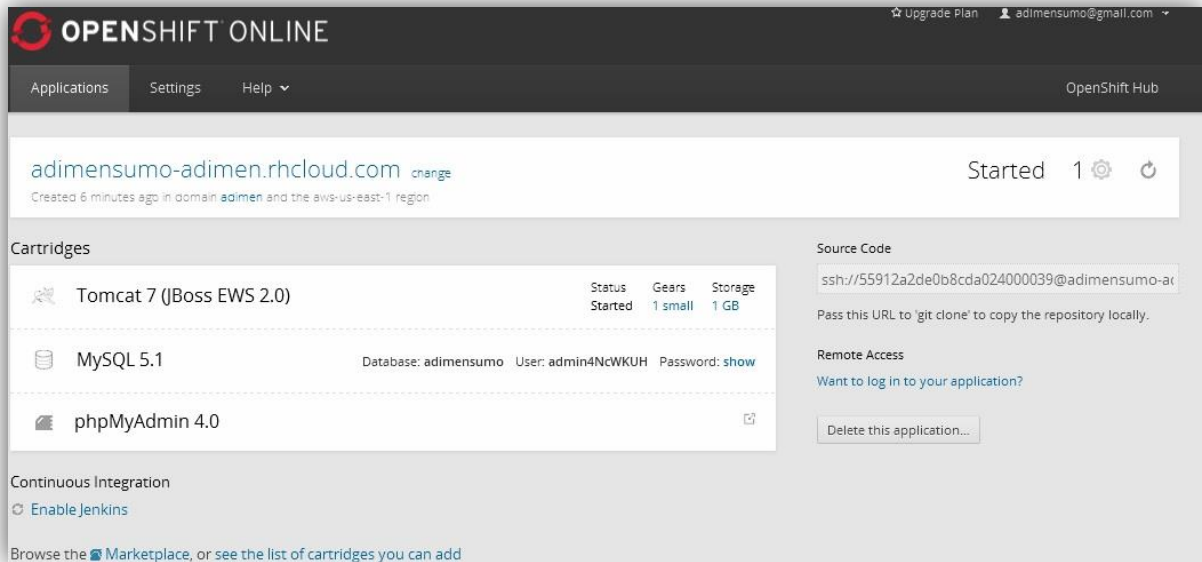 Upgrade Plan adimensumo@gmail.com
OPENSHIFT ONLINE
Applications Settings Help OpenShift Hub
adimensumo-adimen.rhcloud.com change Started 1
Created 6 minutes ago in domain adimen and the aws-us-east-1 region
Cartridges
Tomcat 7 (JBoss EWS 2.0) Status Gears Storage
Started 1 small 1 GB
MySQL 5.1 Database: adimensumo User: admin4NcWKUH Password: show
phpMyAdmin 4.0
Source Code
ssh://55912a2de0b8cda024000039@adimensumo-ad
Pass this URL to 'git clone' to copy the repository locally.
Remote Access
Want to log in to your application?
Delete this application...
Continuous Integration
Enable Jenkins
Browse the Marketplace, or see the list of cartridges you can add